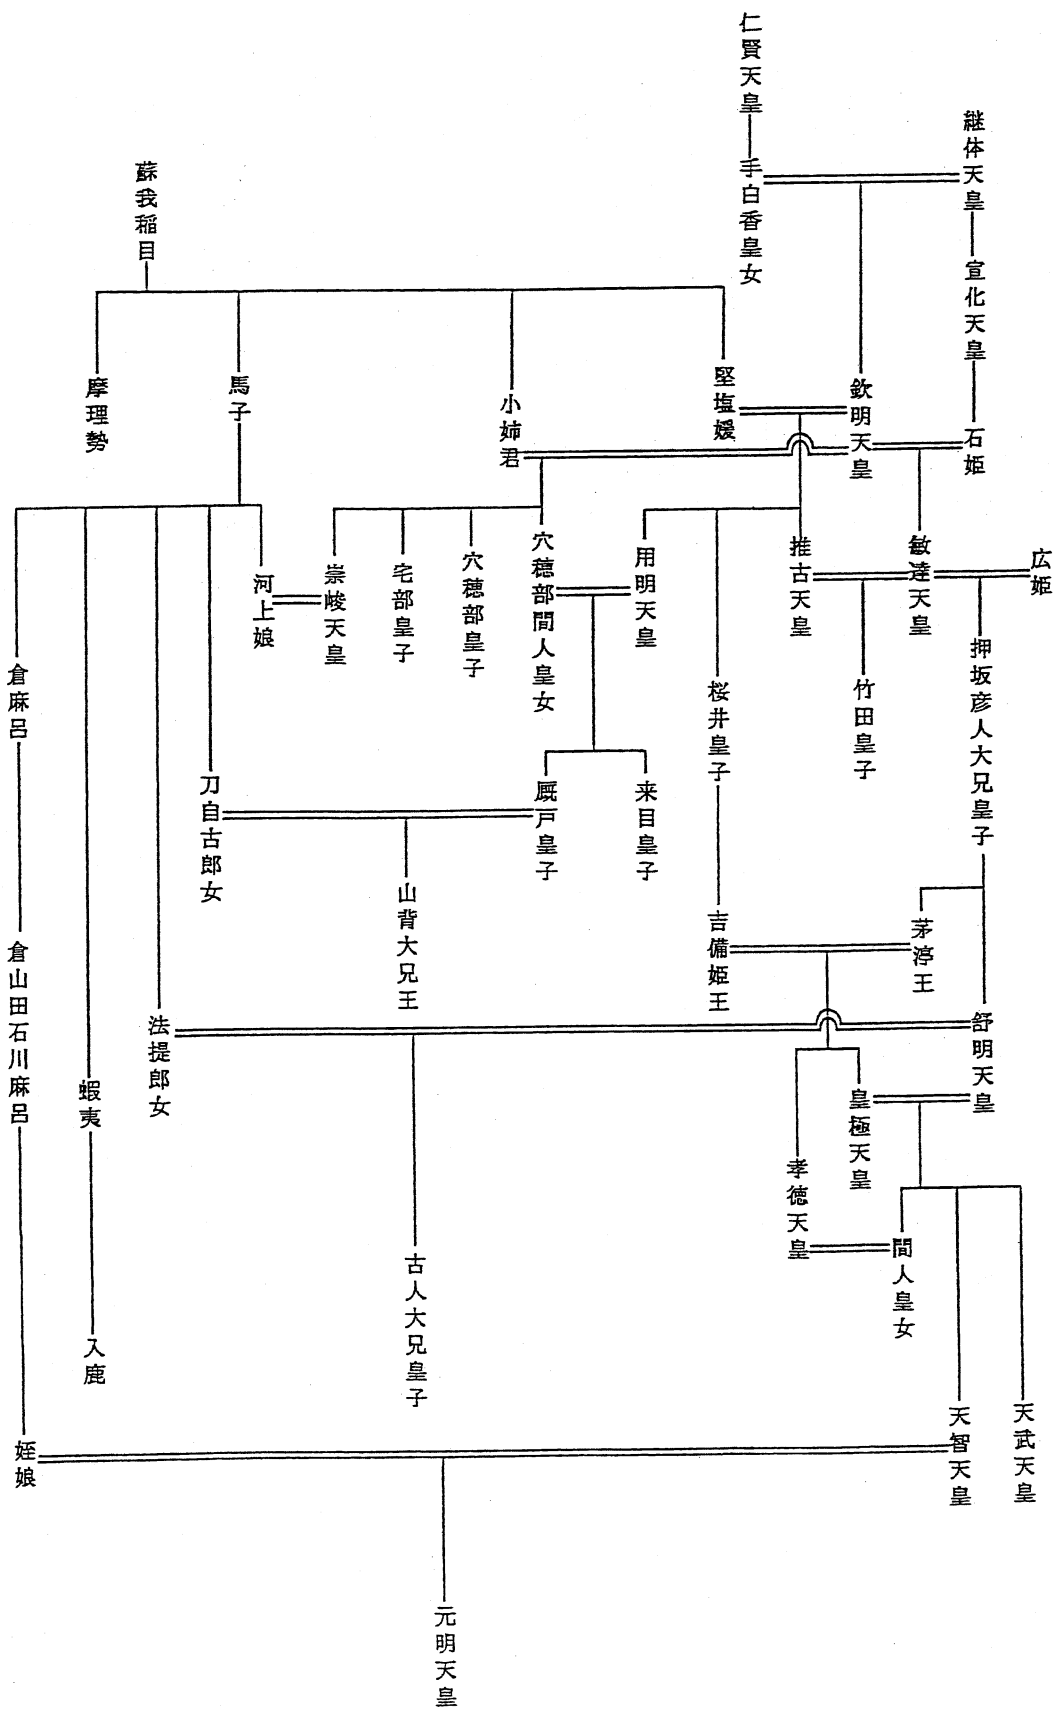 継体天皇
宣化天皇
石姫
仁賢天皇
手白香皇女
欽明天皇
蘇我稲目
堅塩媛
小姉君
馬子
摩理勢
広姫
敏達天皇
推古天皇
用明天皇
穴穂部間人皇女
穴穂部皇子
宅部皇子
崇峻天皇
河上娘
押坂彦人大兄皇子
竹田皇子
桜井皇子
来目皇子
厩戸皇子
刀自古郎女
倉麻呂
山背大兄王
茅渟王
吉備姫王
舒明天皇
法提郎女
倉山田石川麻呂
蝦夷
皇極天皇
孝徳天皇
間人皇女
古人大兄皇子
入鹿
天武天皇
天智天皇
姪娘
元明天皇